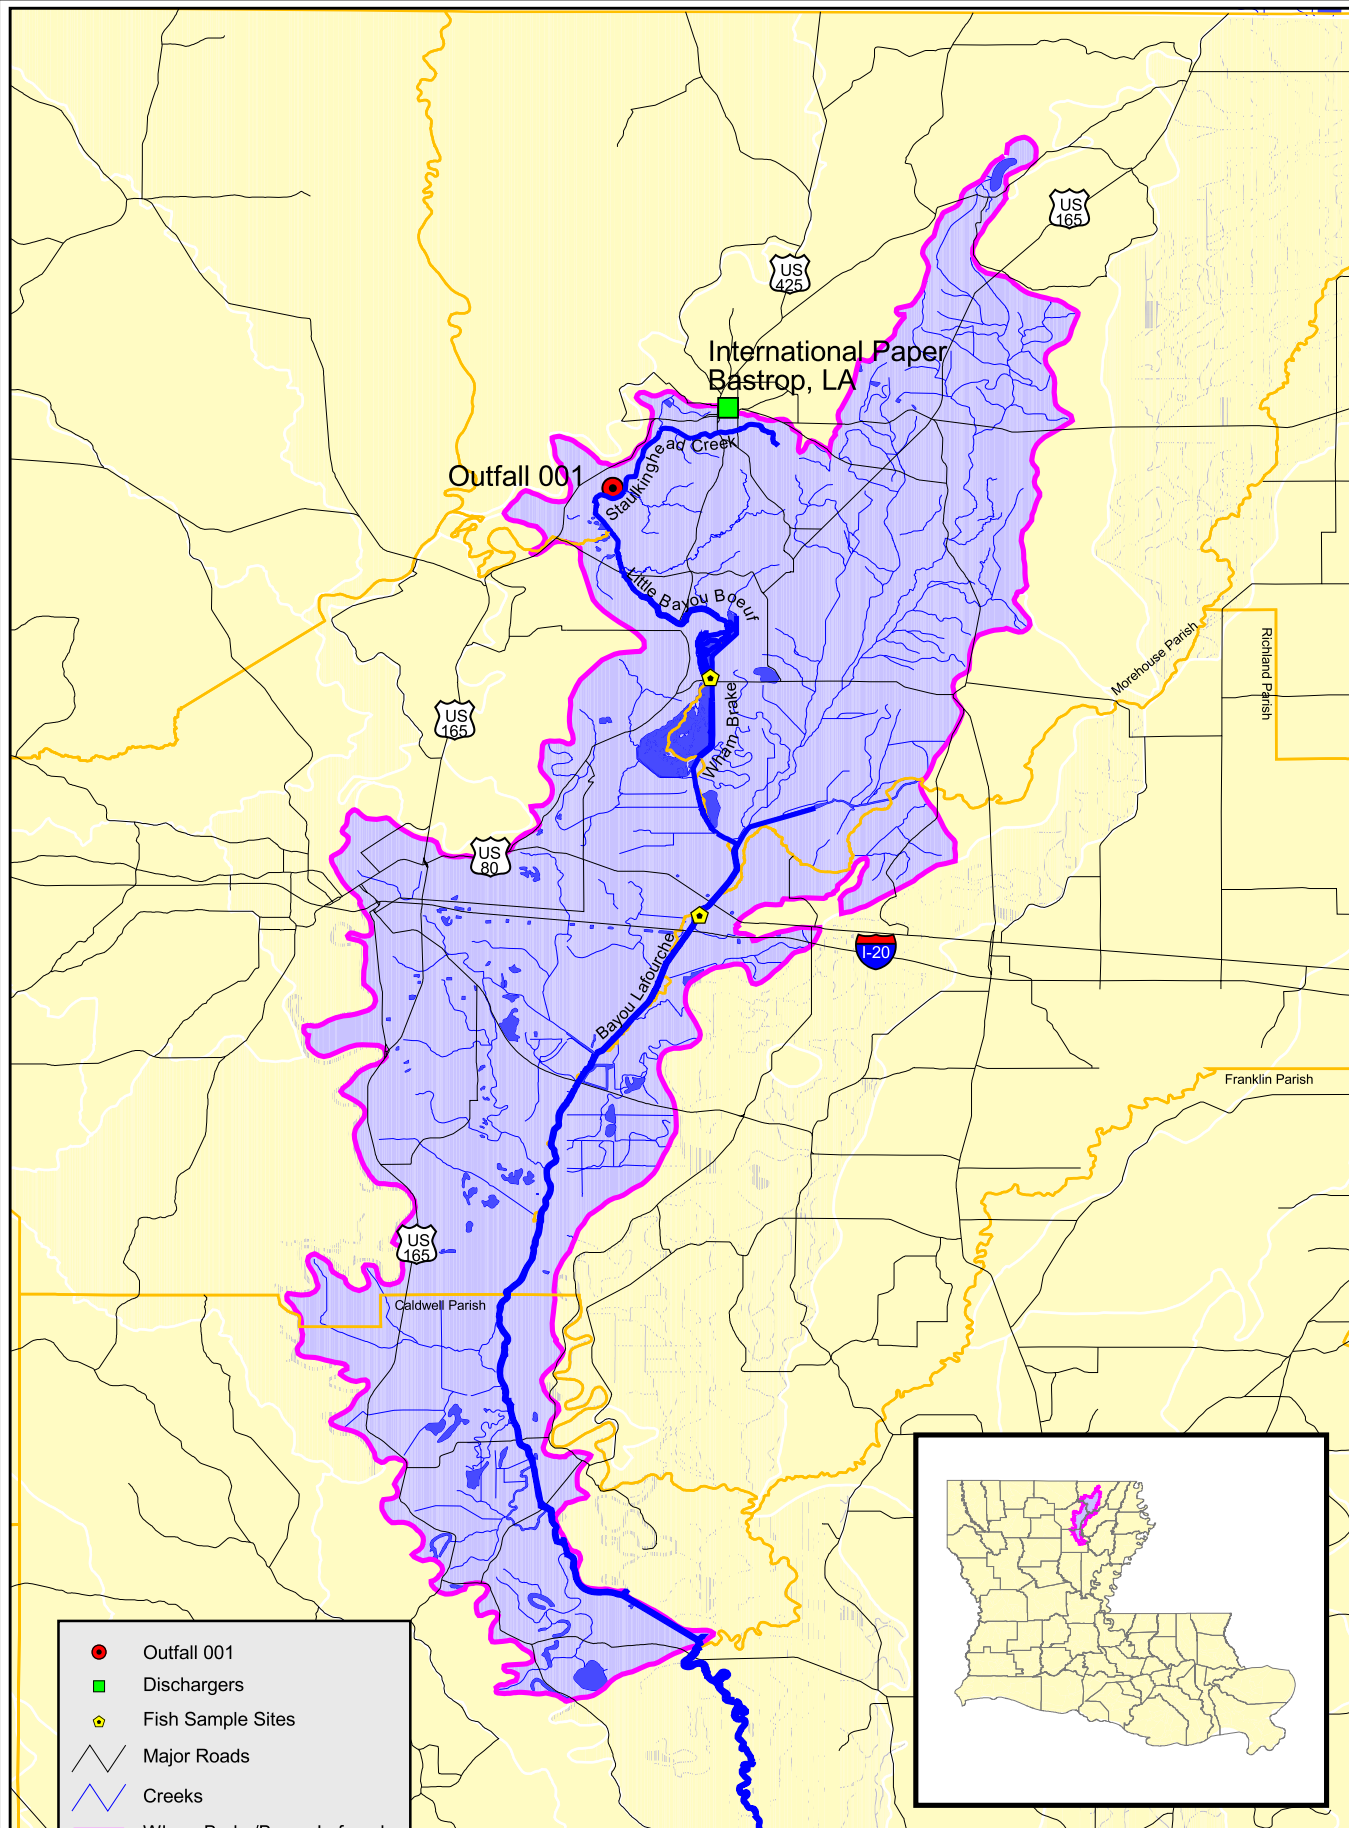 US
165
US
425
International Paper
Bastrop, LA
Staulkinghead Creek
Outfall 001
Little Bayou Boeuf
Morehouse Parish
Richland Parish
Wham Brake
US
165
US
80
I-20
Bayou Lafourche
Franklin Parish
US
165
Caldwell Parish
Outfall 001
Dischargers
Fish Sample Sites
Major Roads
Creeks